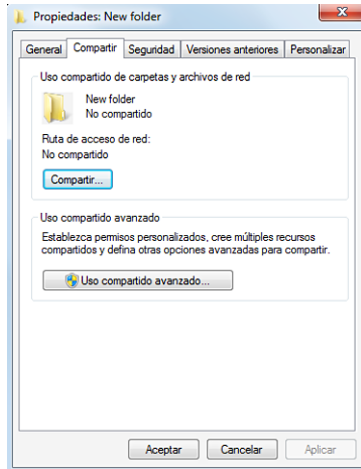 Propiedades: New folder
General Compartir Seguridad Versiones anteriores Personalizar
Uso compartido de carpetas y archivos de red
New folder
No compartido
Ruta de acceso de red:
No compartido
Compartir...
Uso compartido avanzado
Establezca permisos personalizados, cree múltiples recursos
compartidos y defina otras opciones avanzadas para compartir.
Uso compartido avanzado...
Aceptar Cancelar Aplicar